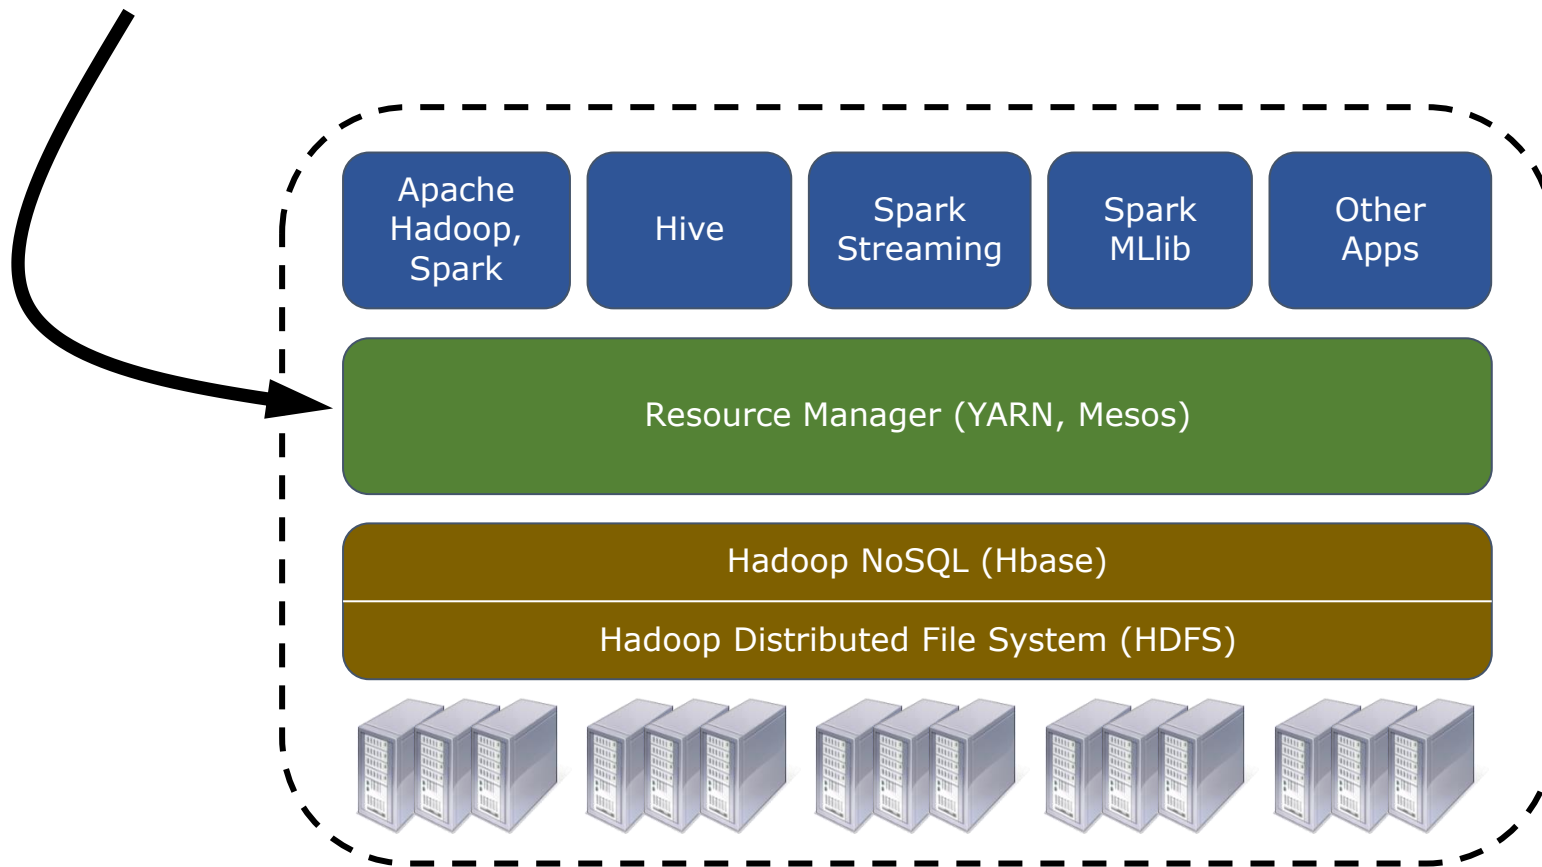 Apache
Hadoop,
Spark
Hive
Spark
Streaming
Spark
MLlib
Other
Apps
Resource Manager (YARN, Mesos)
Hadoop NoSQL (Hbase)
Hadoop Distributed File System (HDFS)